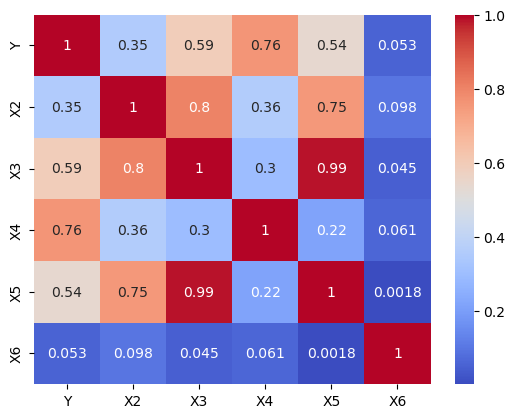 Y 1 0.35 0.59 0.76 0.54 0.053
X2 0.35 1 0.8 0.36 0.75 0.098
X3 0.59 0.8 1 0.3 0.99 0.045
X4 0.76 0.36 0.3 1 0.22 0.061
X5 0.54 0.75 0.99 0.22 1 0.0018
X6 0.053 0.098 0.045 0.061 0.0018 1
Y X2 X3 X4 X5 X6
1.0
0.8
0.6
0.4
0.2